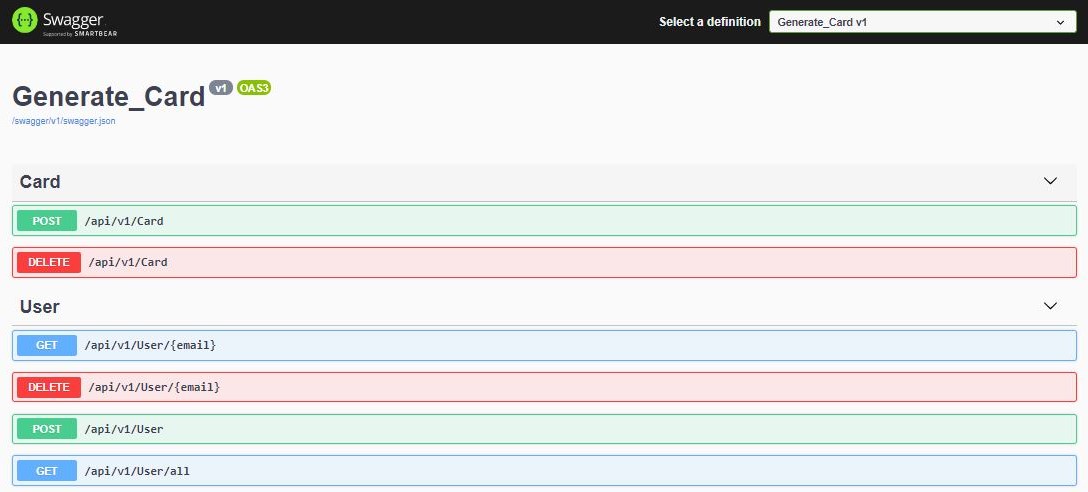 {···} Swagger. Select a definition Generate_Card v1
Supported by SMARTBEAR
Generate_Card v1 OAS3
/swagger/v1/swagger.json
Card
POST /api/v1/Card
DELETE /api/v1/Card
User
GET /api/v1/User/{email}
DELETE /api/v1/User/{email}
POST /api/v1/User
GET /api/v1/User/all